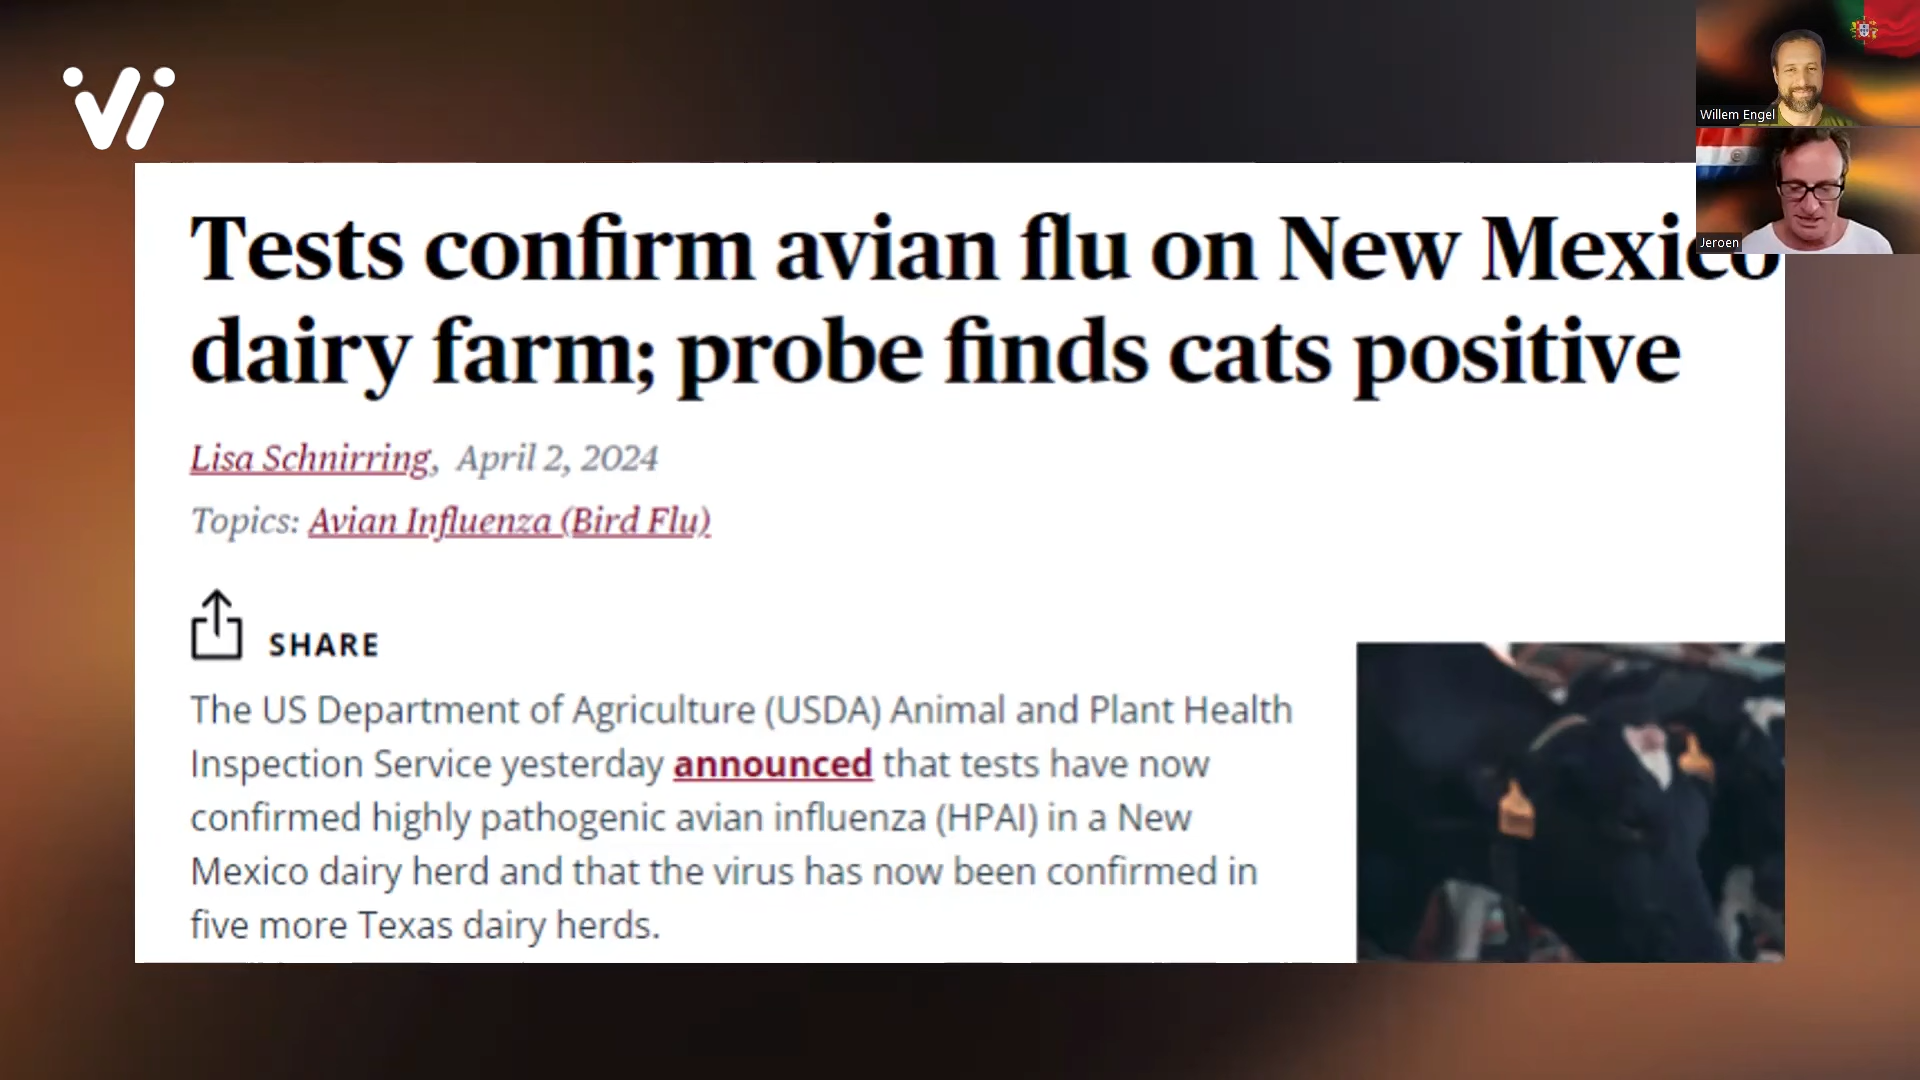 Vi
Willem Engel
Jeroen
Tests confirm avian flu on New Mexico
dairy farm; probe finds cats positive
Lisa Schnirring, April 2, 2024
Topics: Avian Influenza (Bird Flu)
SHARE
The US Department of Agriculture (USDA) Animal and Plant Health
Inspection Service yesterday announced that tests have now
confirmed highly pathogenic avian influenza (HPAI) in a New
Mexico dairy herd and that the virus has now been confirmed in
five more Texas dairy herds.